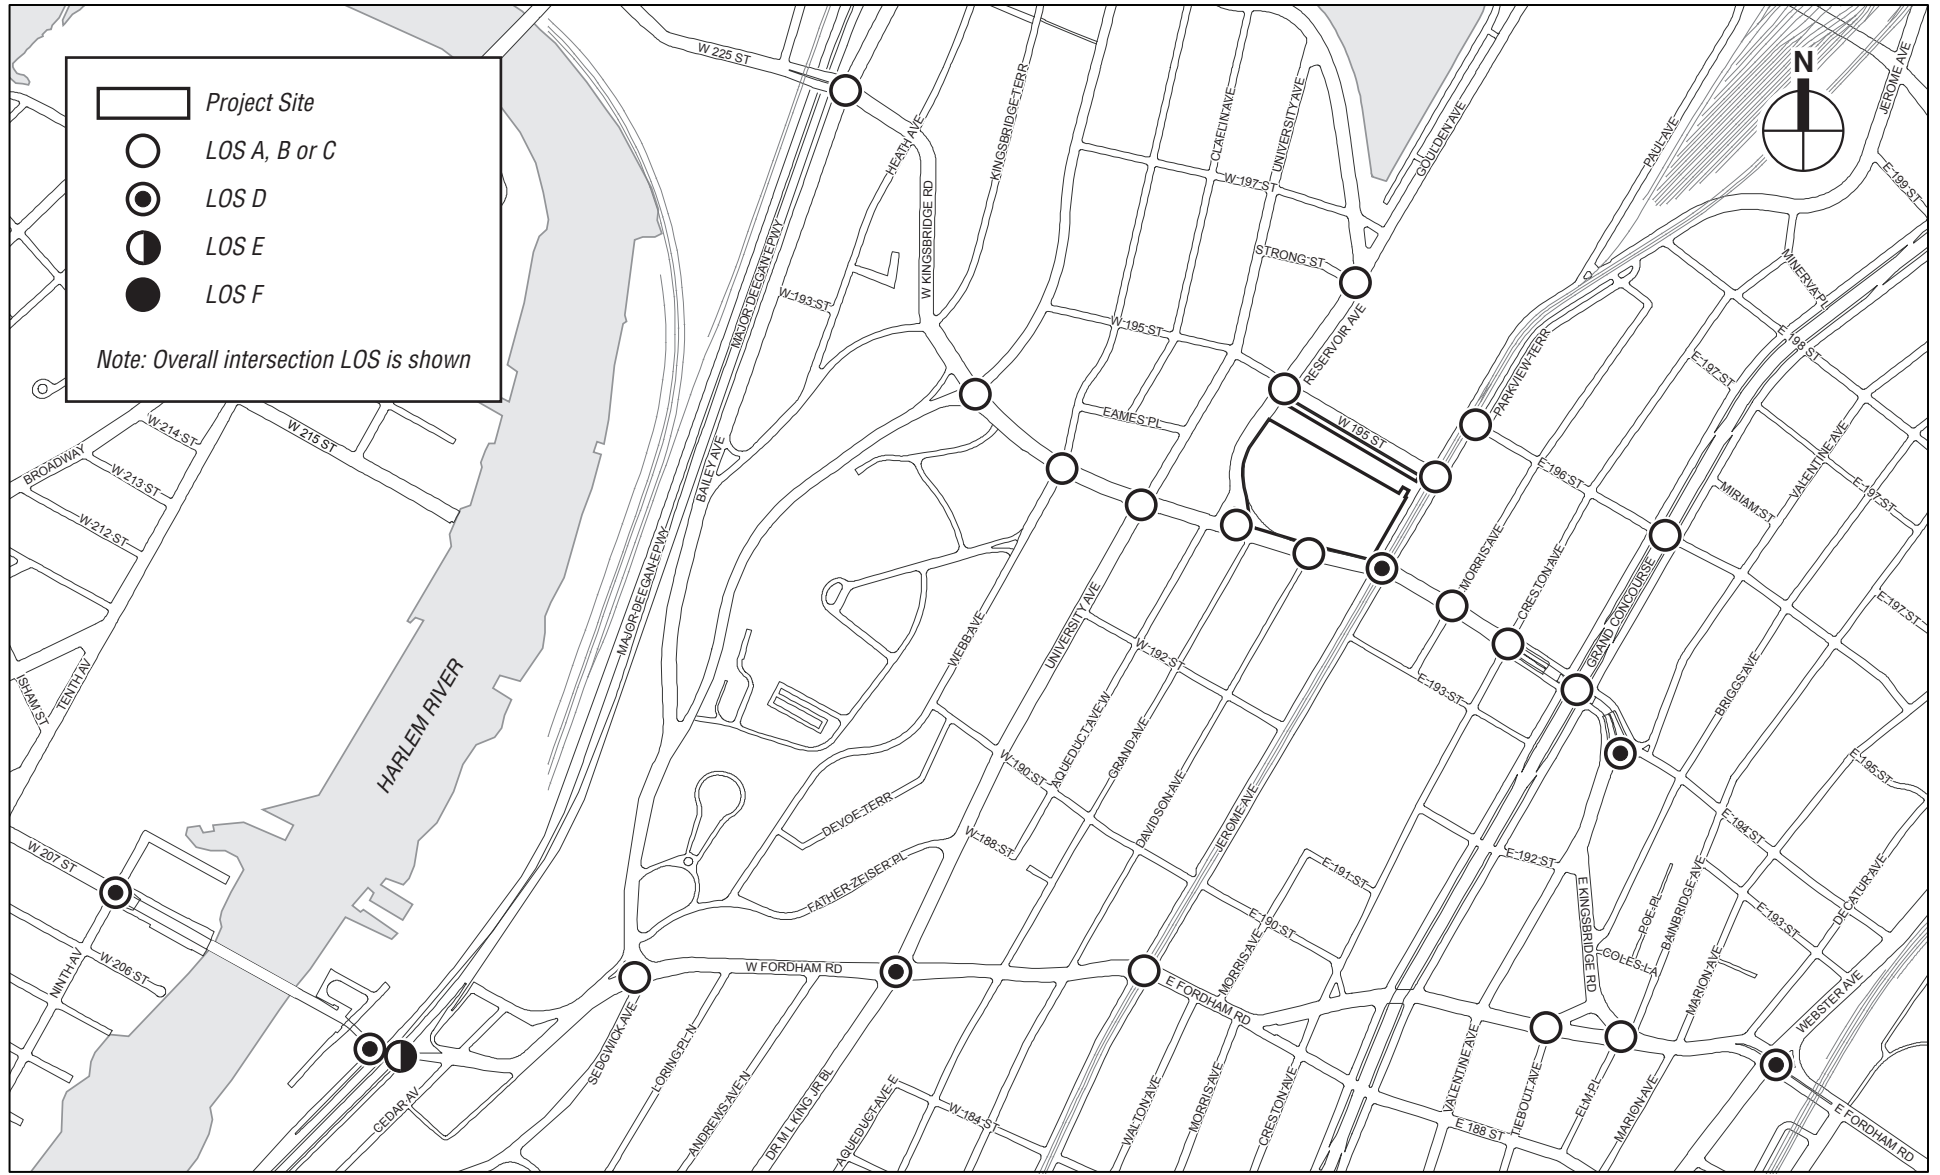 Project Site
LOS A, B or C
LOS D
LOS E
LOS F
Note: Overall intersection LOS is shown
N
W 225 ST
HEATH AVE
KINGSBRIDGE TERR
W KINGSBRIDGE RD
CLAFLIN AVE
UNIVERSITY AVE
GOULDEN AVE
PAUL AVE
JEROME AVE
E 199 ST
W 197 ST
STRONG ST
MINERVA PL
E 198 ST
MAJOR DEEGAN EPWY
W 193 ST
W 195 ST
RESERVOIR AVE
PARKVIEW TERR
E 197 ST
EAMES PL
W 195 ST
E 196 ST
VALENTINE AVE
MIRIAM ST
E 197 ST
W 214 ST
W 215 ST
BROADWAY
W 213 ST
W 212 ST
BAILEY AVE
MAJOR DEEGAN EPWY
MORRIS AVE
CRESTON AVE
GRAND CONCOURSE
E 197 ST
ISHAM ST
TENTH AV
HARLEM RIVER
WEBB AVE
UNIVERSITY AVE
W 192 ST
E 193 ST
BRIGGS AVE
W 190 ST
AQUEDUCT AVE W
GRAND AVE
DAVIDSON AVE
JEROME AVE
E 195 ST
DEVOE TERR
W 188 ST
E 194 ST
W 207 ST
FATHER ZEISER PL
E 191 ST
E 192 ST
E KINGSBRIDGE RD
POE PL
BAINBRIDGE AVE
DECATUR AVE
E 193 ST
E 190 ST
MORRIS AVE
COLES LA
MARION AVE
WEBSTER AVE
NINTH AV
W 206 ST
W FORDHAM RD
E FORDHAM RD
SEDGWICK AVE
LORING PL N
ANDREWS AVE N
DR M L KING JR BL
AQUEDUCT AVE E
W 184 ST
WALTON AVE
MORRIS AVE
CRESTON AVE
VALENTINE AVE
TIEBOUT AVE
ELM PL
MARION AVE
E 188 ST
CEDAR AV
E FORDHAM RD